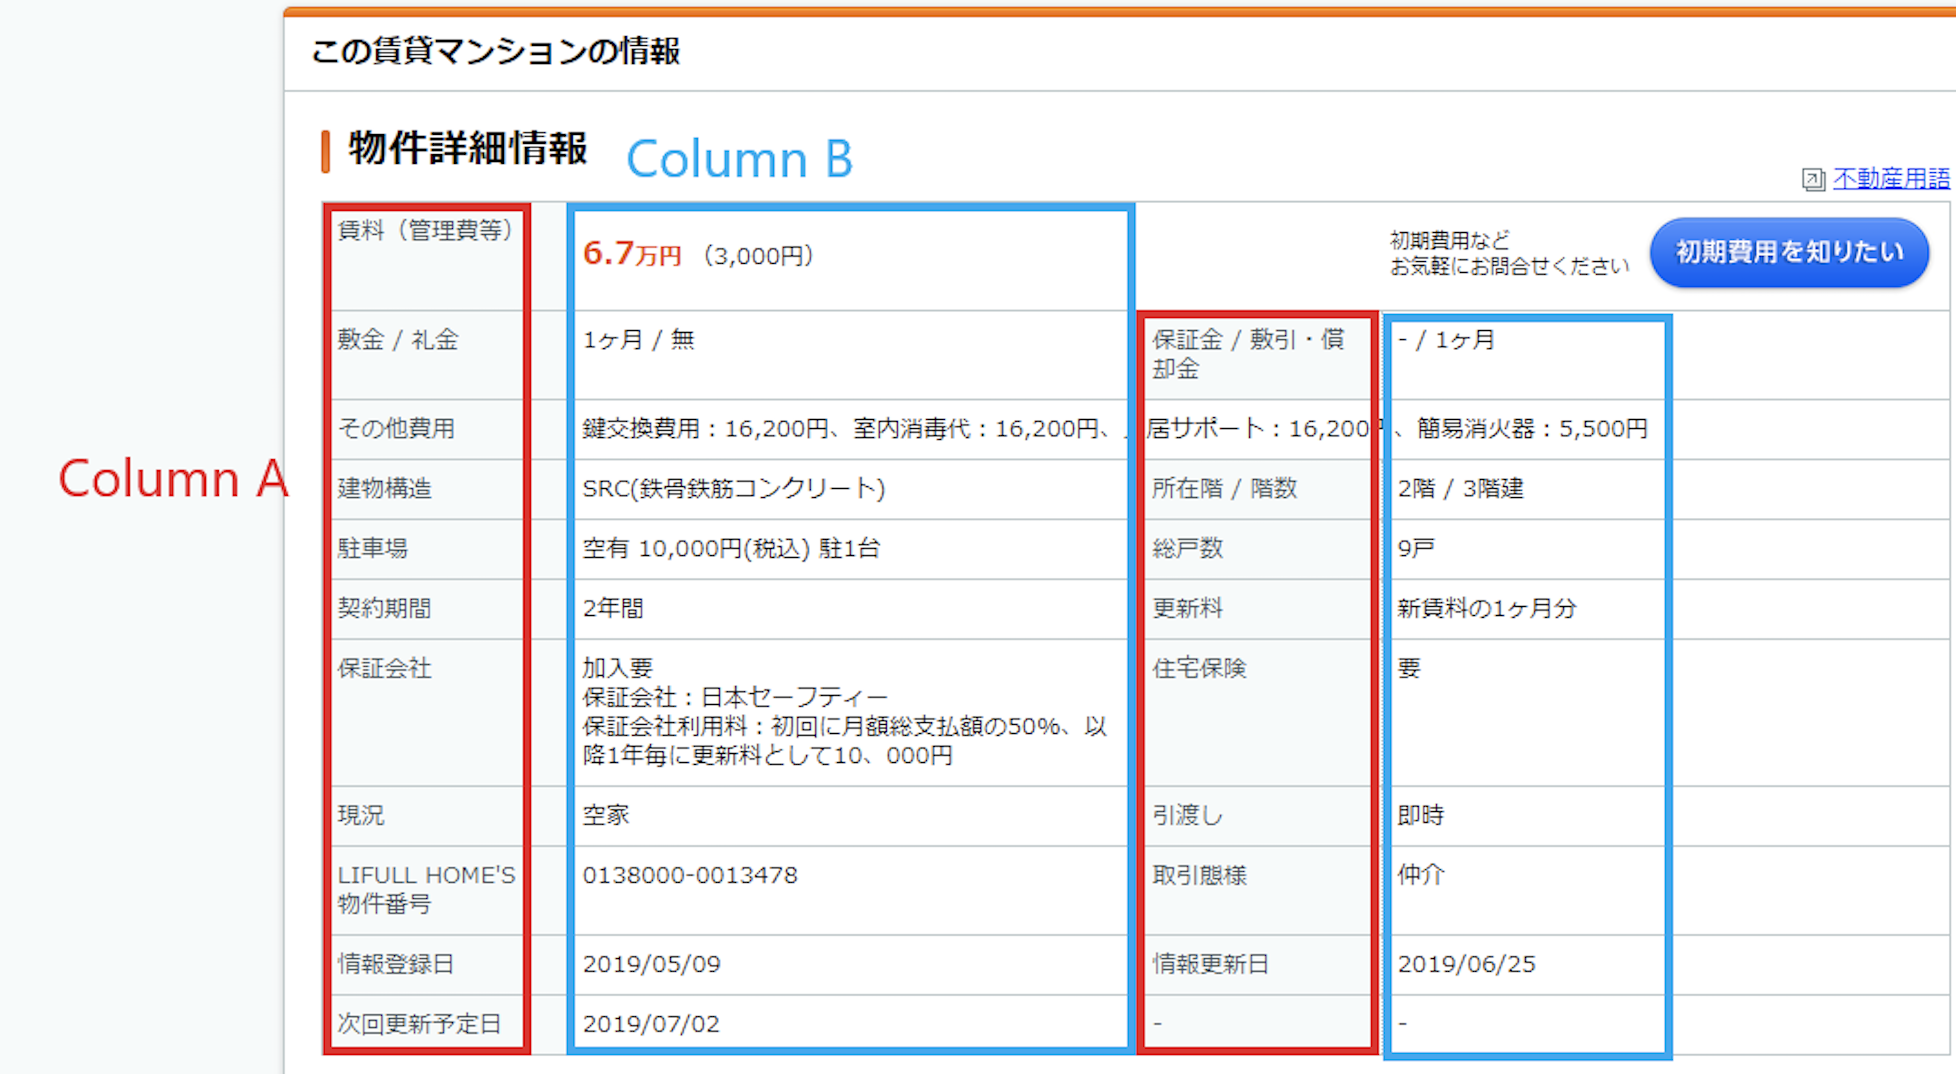 この賃貸マンションの情報
物件詳細情報
Column B
不動産用語
賃料（管理費等）
6.7万円 （3,000円）
初期費用など
お気軽にお問合せください
初期費用を知りたい
敷金 / 礼金
1ヶ月 / 無
保証金 / 敷引・償
却金
- / 1ヶ月
その他費用
鍵交換費用：16,200円、室内消毒代：16,200円、 居サポート：16,200 、簡易消火器：5,500円
Column A
建物構造
SRC(鉄骨鉄筋コンクリート)
所在階 / 階数
2階 / 3階建
駐車場
空有 10,000円(税込) 駐1台
総戸数
9戸
契約期間
2年間
更新料
新賃料の1ヶ月分
保証会社
加入要
保証会社：日本セーフティー
保証会社利用料：初回に月額総支払額の50%、以
降1年毎に更新料として10、000円
住宅保険
要
現況
空家
引渡し
即時
LIFULL HOME'S
物件番号
0138000-0013478
取引態様
仲介
情報登録日
2019/05/09
情報更新日
2019/06/25
次回更新予定日
2019/07/02
-
-